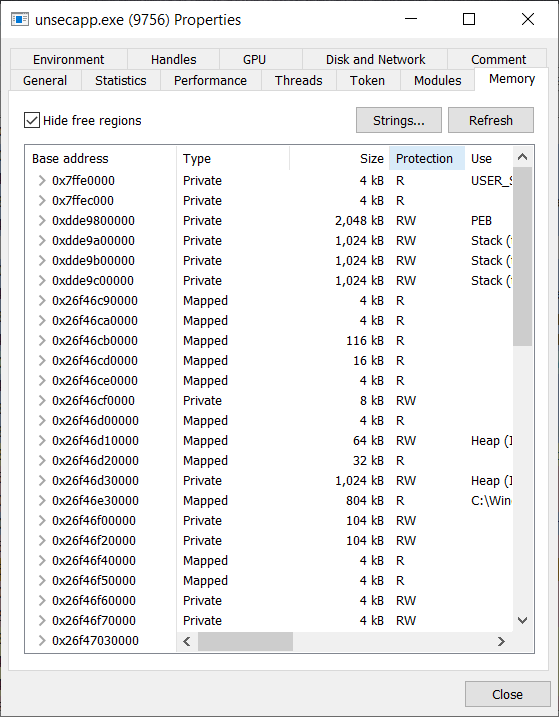 unsecapp.exe (9756) Properties
Environment Handles GPU Disk and Network Comment
General Statistics Performance Threads Token Modules Memory
Hide free regions Strings... Refresh
Base address Type Size Protection Use
0x7ffe0000 Private 4 kB R USER_S
0x7ffec000 Private 4 kB R
0xdde9800000 Private 2,048 kB RW PEB
0xdde9a00000 Private 1,024 kB RW Stack (
0xdde9b00000 Private 1,024 kB RW Stack (
0xdde9c00000 Private 1,024 kB RW Stack (
0x26f46c90000 Mapped 4 kB R
0x26f46ca0000 Mapped 4 kB R
0x26f46cb0000 Mapped 116 kB R
0x26f46cd0000 Mapped 16 kB R
0x26f46ce0000 Mapped 4 kB R
0x26f46cf0000 Private 8 kB RW
0x26f46d00000 Mapped 4 kB R
0x26f46d10000 Mapped 64 kB RW Heap (
0x26f46d20000 Mapped 32 kB R
0x26f46d30000 Private 1,024 kB RW Heap (
0x26f46e30000 Mapped 804 kB R C:\Win
0x26f46f00000 Private 104 kB RW
0x26f46f20000 Private 104 kB RW
0x26f46f40000 Mapped 4 kB R
0x26f46f50000 Mapped 4 kB R
0x26f46f60000 Private 4 kB RW
0x26f46f70000 Private 4 kB RW
0x26f47030000
Close